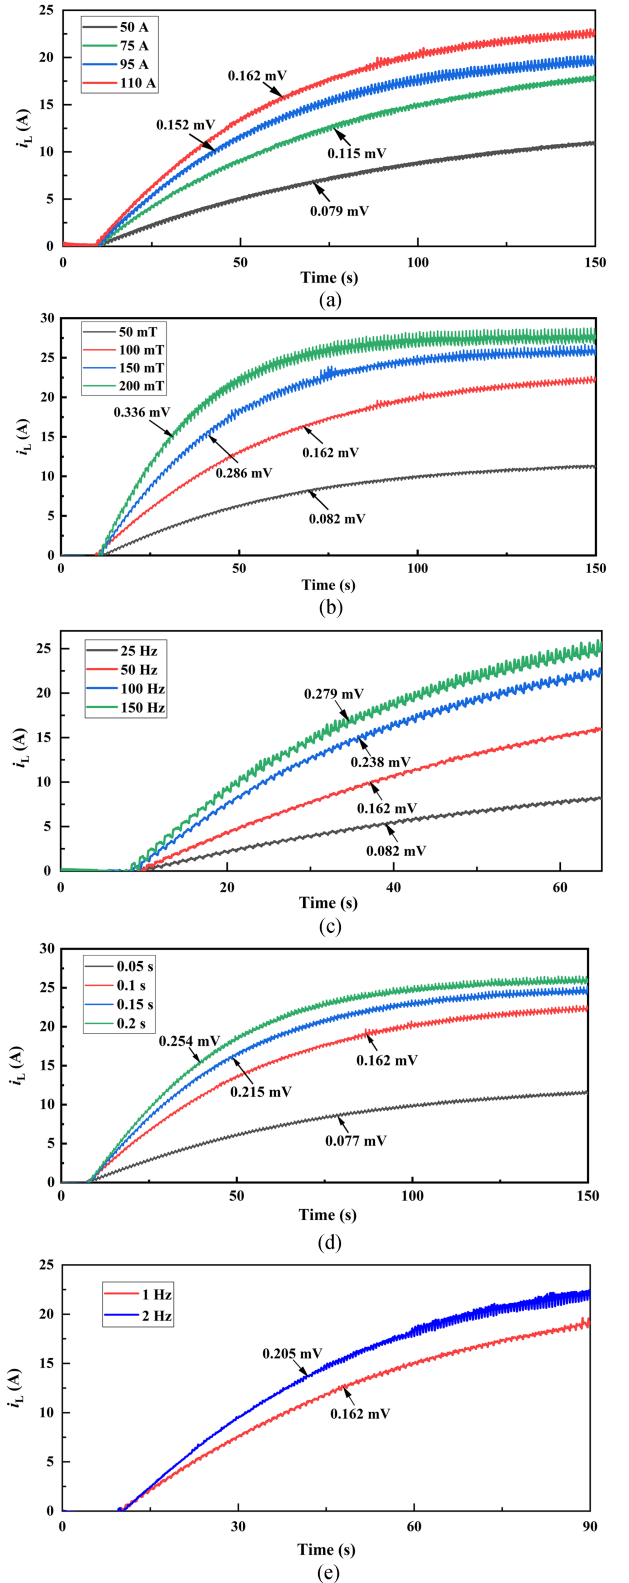 25
20
15
10
5
0
i_L (A)
50 A
75 A
95 A
110 A
0.162 mV
0.152 mV
0.115 mV
0.079 mV
0 50 100 150
Time (s)
(a)
30
25
20
15
10
5
0
i_L (A)
50 mT
100 mT
150 mT
200 mT
0.336 mV
0.286 mV
0.162 mV
0.082 mV
0 50 100 150
Time (s)
(b)
25
20
15
10
5
0
i_L (A)
25 Hz
50 Hz
100 Hz
150 Hz
0.279 mV
0.238 mV
0.162 mV
0.082 mV
0 20 40 60
Time (s)
(c)
30
25
20
15
10
5
0
i_L (A)
0.05 s
0.1 s
0.15 s
0.2 s
0.254 mV
0.215 mV
0.162 mV
0.077 mV
0 50 100 150
Time (s)
(d)
25
20
15
10
5
0
i_L (A)
1 Hz
2 Hz
0.205 mV
0.162 mV
0 30 60 90
Time (s)
(e)